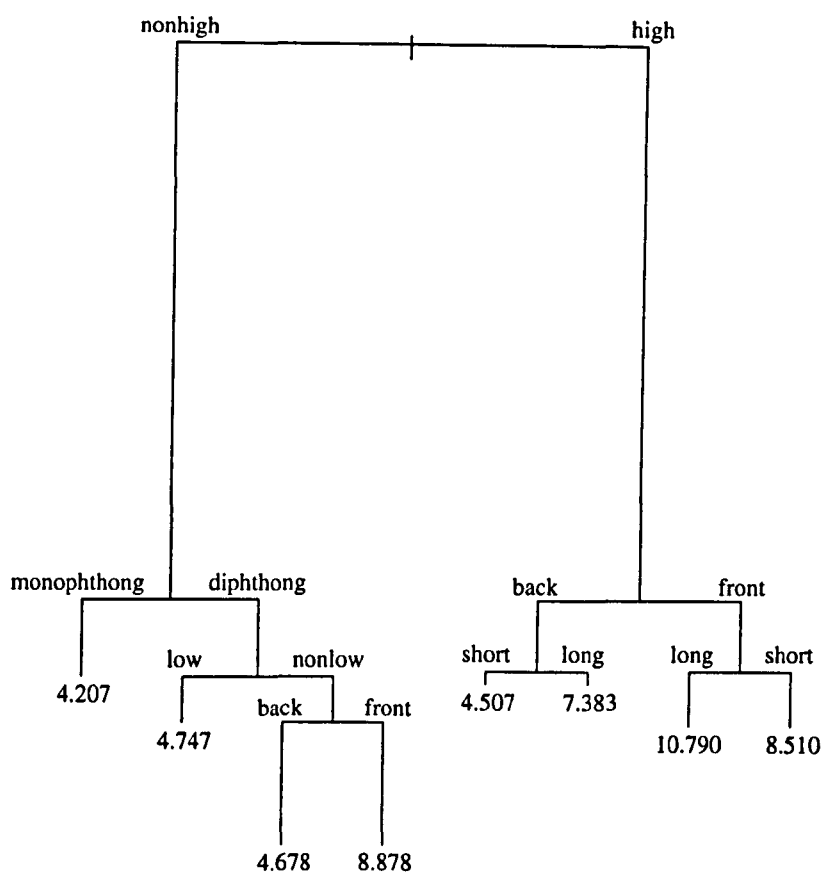 nonhigh high
monophthong diphthong back front
low nonlow short long long short
4.207 4.507 7.383
back front
4.747 10.790 8.510
4.678 8.878